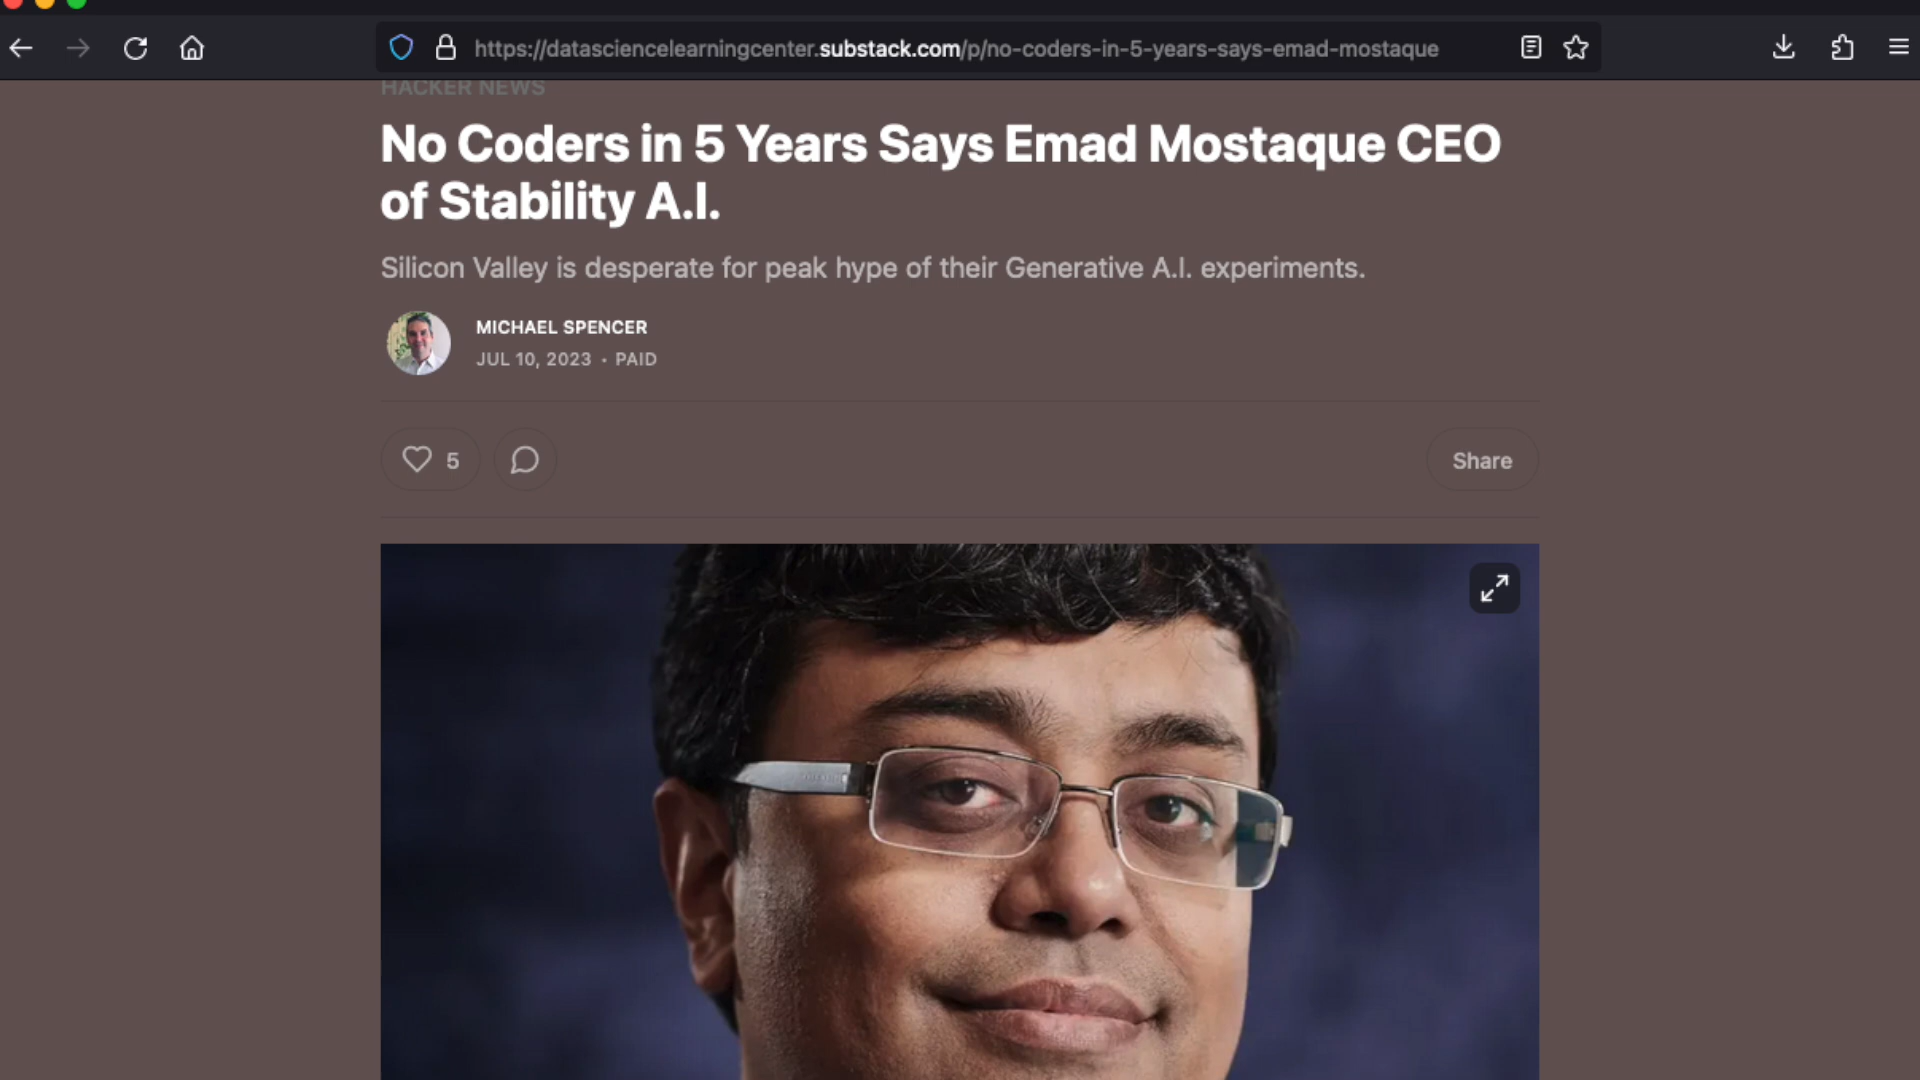 https://datasciencelearningcenter.substack.com/p/no-coders-in-5-years-says-emad-mostaque
HACKER NEWS
No Coders in 5 Years Says Emad Mostaque CEO
of Stability A.I.
Silicon Valley is desperate for peak hype of their Generative A.I. experiments.
MICHAEL SPENCER
JUL 10, 2023 • PAID
5
Share